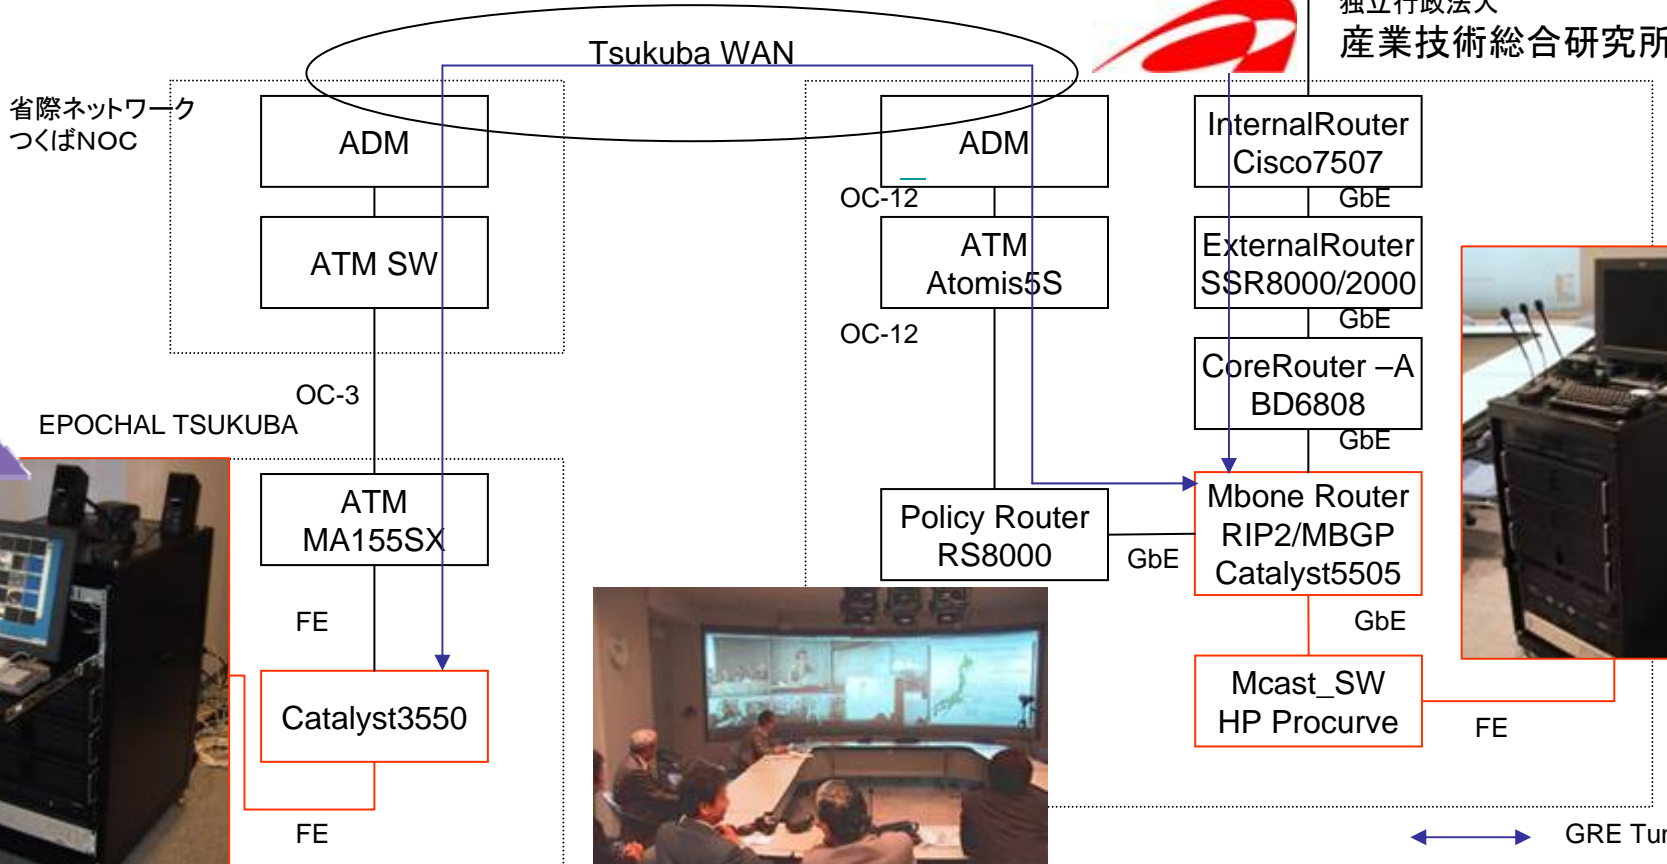 独立行政法人
産業技術総合研究所
Tsukuba WAN
省際ネットワーク
つくばNOC
ADM
ADM
InternalRouter
Cisco7507
OC-12
GbE
ATM SW
ATM
Atomis5S
ExternalRouter
SSR8000/2000
OC-12
GbE
OC-3
CoreRouter –A
BD6808
EPOCHAL TSUKUBA
GbE
ATM
MA155SX
Policy Router
RS8000
GbE
Mbone Router
RIP2/MBGP
Catalyst5505
FE
GbE
Catalyst3550
Mcast_SW
HP Procurve
FE
FE
GRE